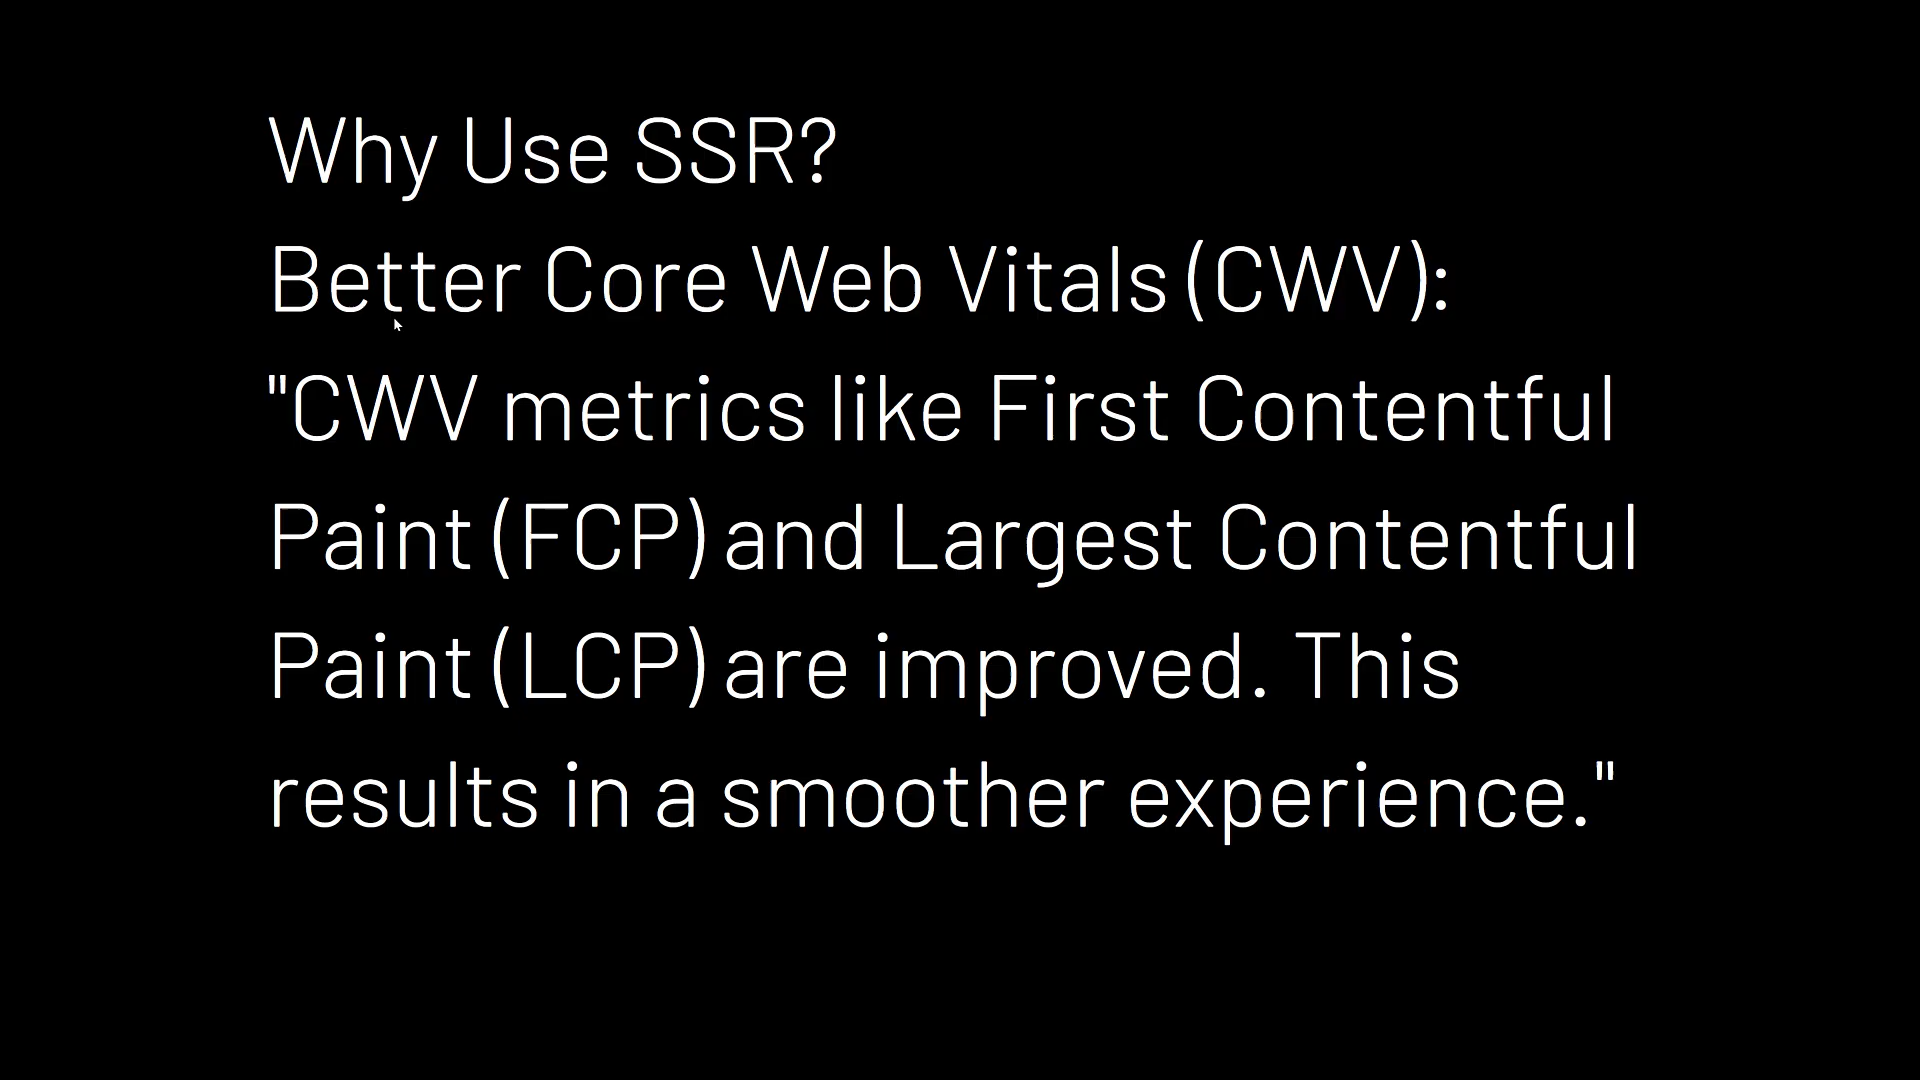 Why Use SSR?
Better Core Web Vitals (CWV):
"CWV metrics like First Contentful
Paint (FCP) and Largest Contentful
Paint (LCP) are improved. This
results in a smoother experience."